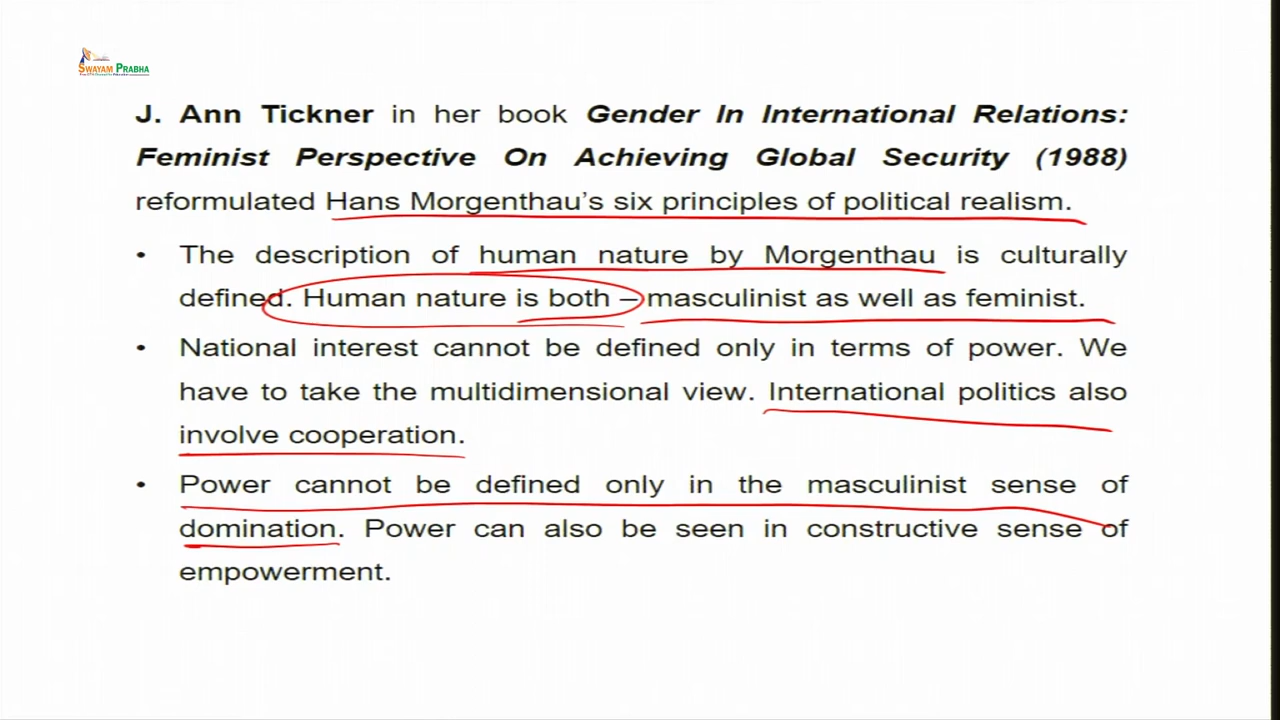 SWAYAM PRABHA
J. Ann Tickner in her book Gender In International Relations:
Feminist Perspective On Achieving Global Security (1988)
reformulated Hans Morgenthau's six principles of political realism.
• The description of human nature by Morgenthau is culturally
defined. Human nature is both – masculinist as well as feminist.
• National interest cannot be defined only in terms of power. We
have to take the multidimensional view. International politics also
involve cooperation.
• Power cannot be defined only in the masculinist sense of
domination. Power can also be seen in constructive sense of
empowerment.